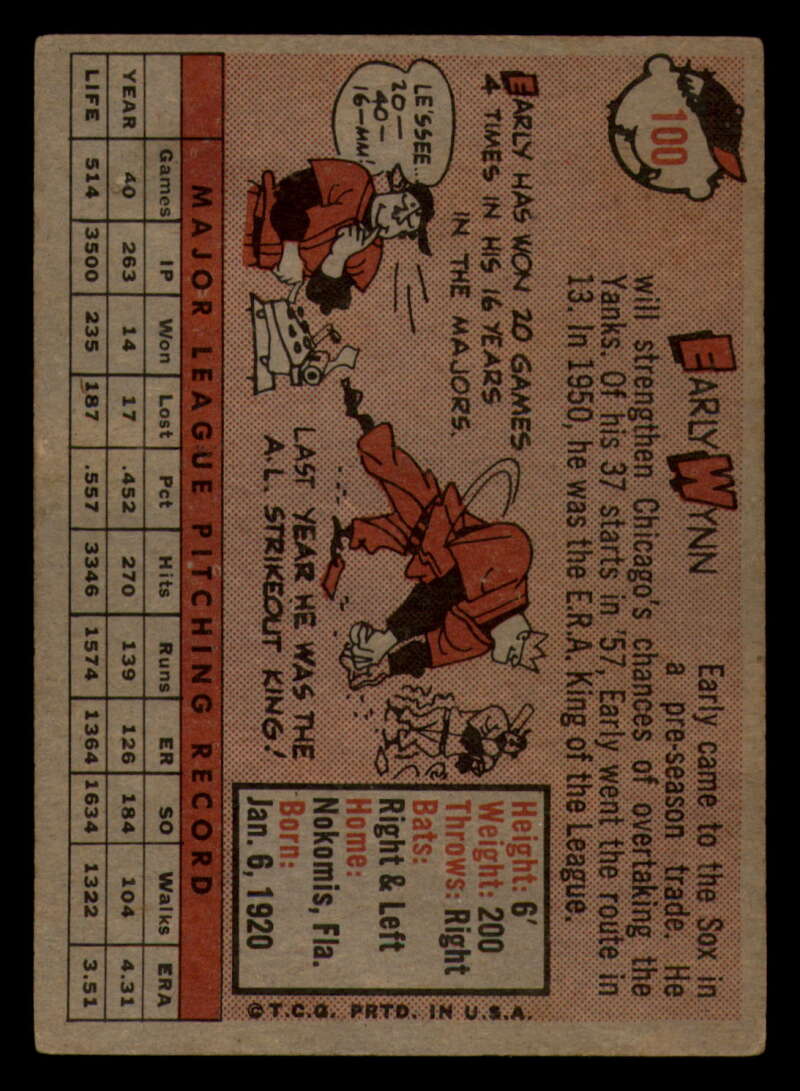 100
EARLY WYNN
Early came to the Sox in
a pre-season trade. He
will strengthen Chicago's chances of overtaking the
Yanks. Of his 37 starts in '57, Early went the route in
13. In 1950, he was the E.R.A. King of the League.
EARLY HAS WON 20 GAMES
4 TIMES IN HIS 16 YEARS
IN THE MAJORS.
LE'SSEE...
20—
40—
16—MM!
LAST YEAR HE WAS THE
A.L. STRIKEOUT KING!
Height: 6'
Weight: 200
Throws: Right
Bats:
Right & Left
Home:
Nokomis, Fla.
Born:
Jan. 6, 1920
©T.C.G. PRTD. IN U.S.A.
MAJOR LEAGUE PITCHING RECORD
Games IP Won Lost Pct Hits Runs ER SO Walks ERA
YEAR 40 263 14 17 .452 270 139 126 184 104 4.31
LIFE 514 3500 235 187 .557 3346 1574 1364 1634 1322 3.51